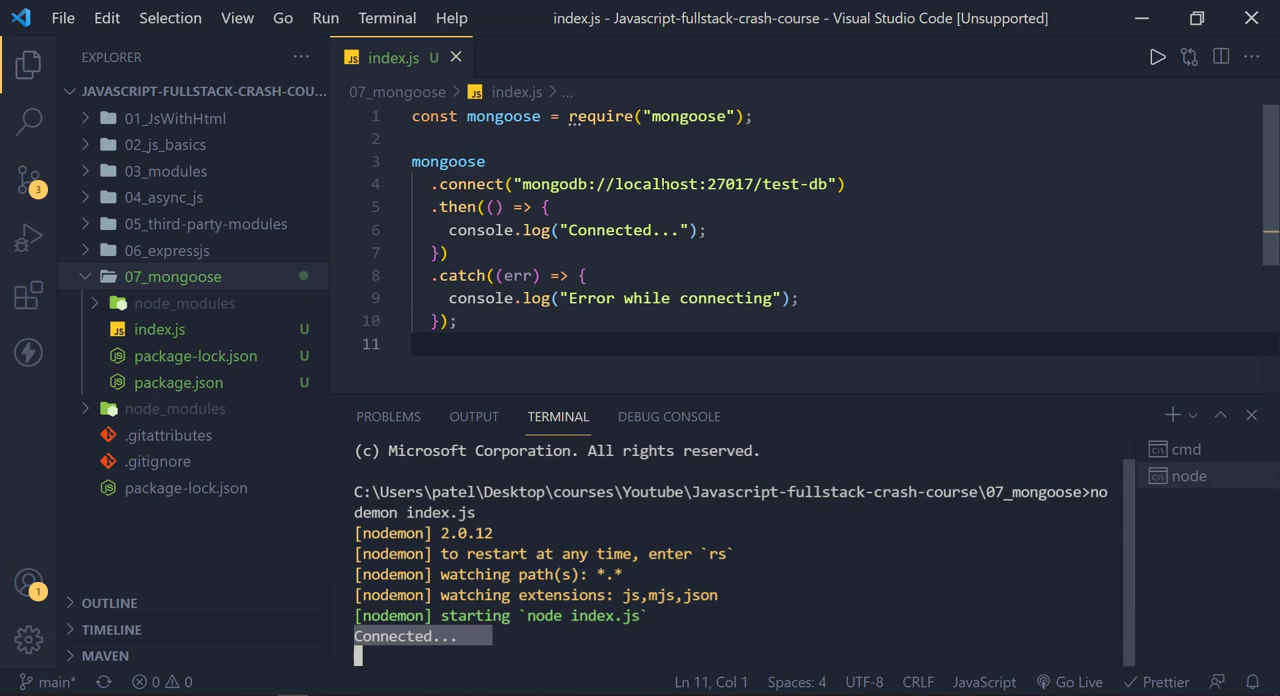 File Edit Selection View Go Run Terminal Help index.js - Javascript-fullstack-crash-course - Visual Studio Code [Unsupported]
EXPLORER ...
JAVASCRIPT-FULLSTACK-CRASH-COU...
01_JsWithHtml
02_js_basics
03_modules
04_async_js
05_third-party-modules
06_expressjs
07_mongoose
node_modules
JS index.js U
package-lock.json U
package.json U
node_modules
.gitattributes
.gitignore
package-lock.json
OUTLINE
TIMELINE
MAVEN
3
1
JS index.js U
07_mongoose > JS index.js > ...
1 const mongoose = require("mongoose");
2
3 mongoose
4 .connect("mongodb://localhost:27017/test-db")
5 .then(() => {
6 console.log("Connected...");
7 })
8 .catch((err) => {
9 console.log("Error while connecting");
10 });
11
PROBLEMS OUTPUT TERMINAL DEBUG CONSOLE
cmd
node
(c) Microsoft Corporation. All rights reserved.
C:\Users\patel\Desktop\courses\Youtube\Javascript-fullstack-crash-course\07_mongoose>no
demon index.js
[nodemon] 2.0.12
[nodemon] to restart at any time, enter `rs`
[nodemon] watching path(s): *.*
[nodemon] watching extensions: js,mjs,json
[nodemon] starting `node index.js`
Connected...
main* 0 0 Ln 11, Col 1 Spaces: 4 UTF-8 CRLF JavaScript Go Live Prettier